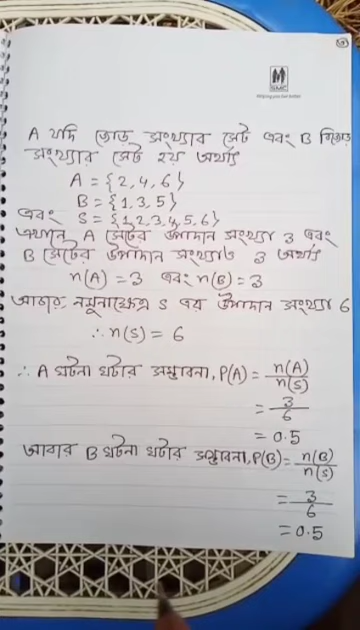 A যদি জোড় সংখ্যার সেট এবং B বিজোড়
সংখ্যার সেট হয় অর্থাৎ
A = {2, 4, 6}
B = {1, 3, 5}
এবং S = {1, 2, 3, 4, 5, 6}
এখানে A সেটের উপাদান সংখ্যা 3 এবং
B সেটের উপাদান সংখ্যাও 3 অর্থাৎ
n(A) = 3 এবং n(B) = 3
আবার, নমুনাক্ষেত্র S এর উপাদান সংখ্যা 6
∴ n(S) = 6
∴ A ঘটনা ঘটার সম্ভাবনা, P(A) = n(A)/n(S)
= 3/6
= 0.5
আবার B ঘটনা ঘটার সম্ভাবনা, P(B) = n(B)/n(S)
= 3/6
= 0.5